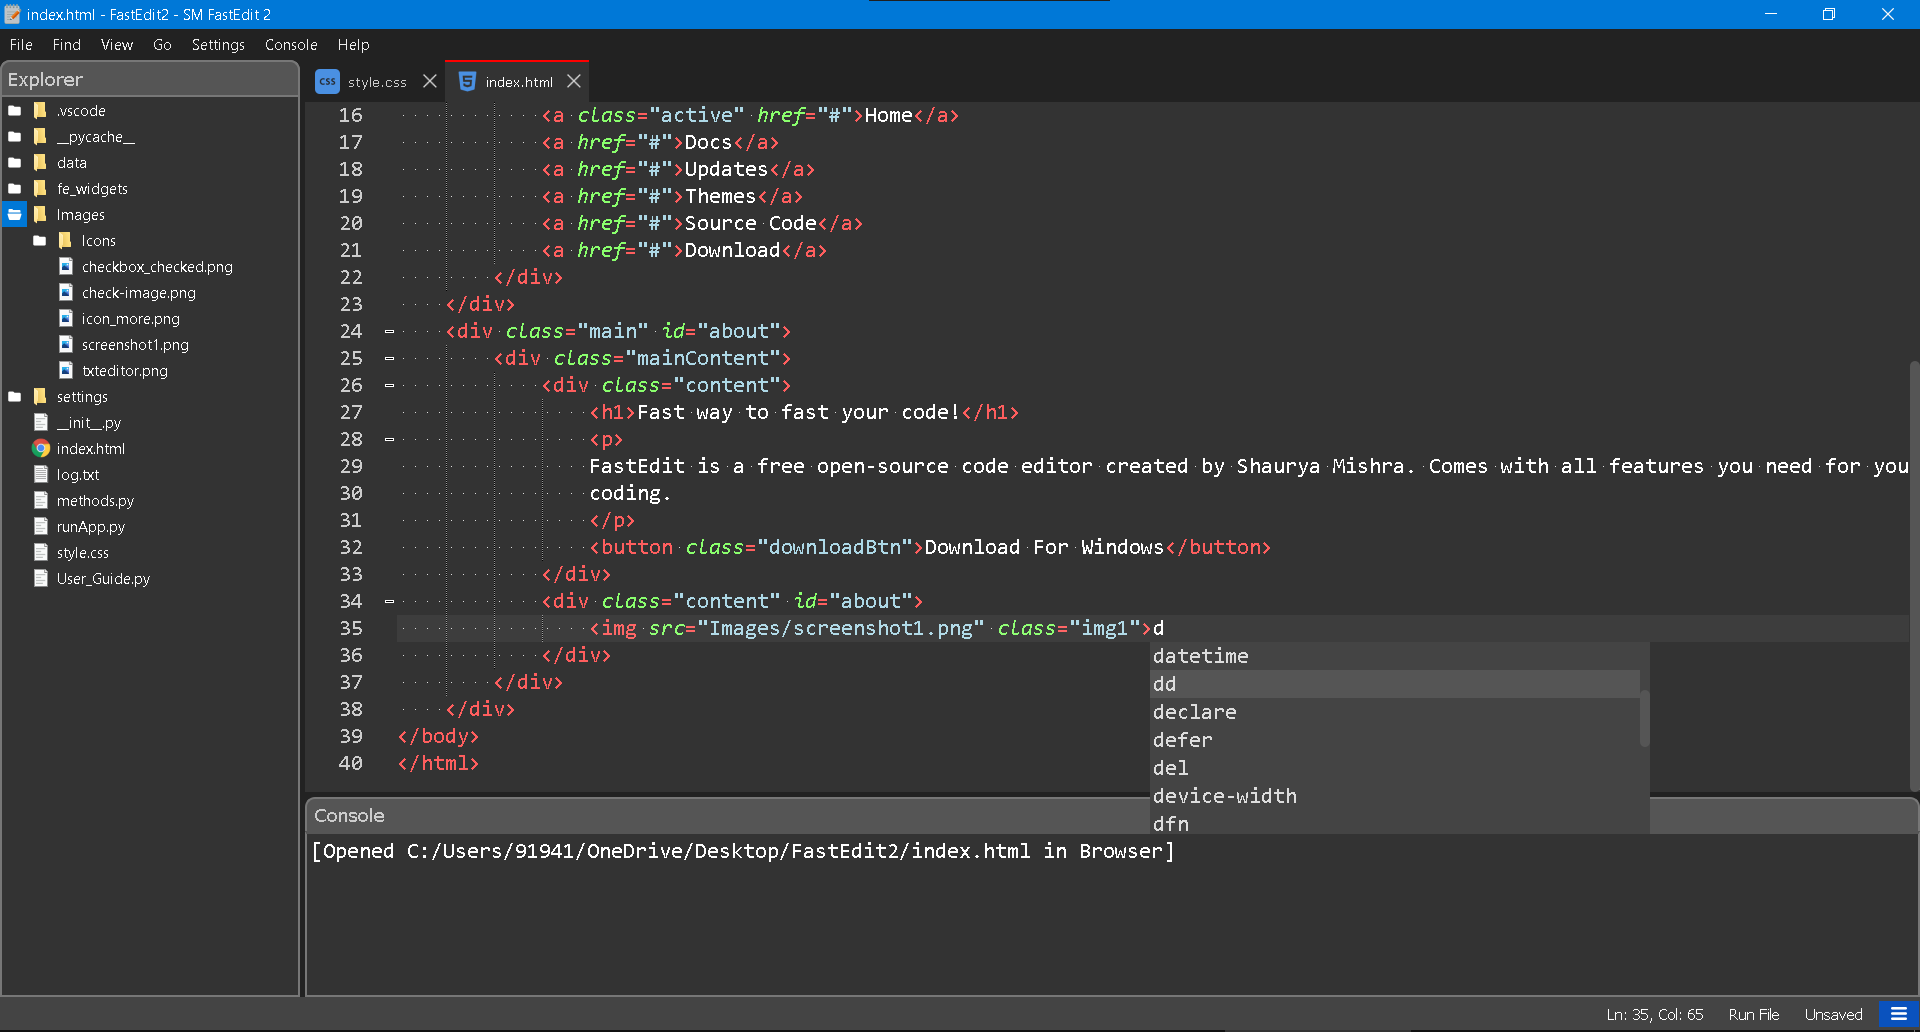 index.html - FastEdit2 - SM FastEdit 2
File Find View Go Settings Console Help
Explorer
.vscode
__pycache__
data
fe_widgets
Images
Icons
checkbox_checked.png
check-image.png
icon_more.png
screenshot1.png
txteditor.png
settings
__init__.py
index.html
log.txt
methods.py
runApp.py
style.css
User_Guide.py
css style.css index.html
16 <a class="active" href="#">Home</a>
17 <a href="#">Docs</a>
18 <a href="#">Updates</a>
19 <a href="#">Themes</a>
20 <a href="#">Source Code</a>
21 <a href="#">Download</a>
22 </div>
23 </div>
24 <div class="main" id="about">
25 <div class="mainContent">
26 <div class="content">
27 <h1>Fast way to fast your code!</h1>
28 <p>
29 FastEdit is a free open-source code editor created by Shaurya Mishra. Comes with all features you need for you
30 coding.
31 </p>
32 <button class="downloadBtn">Download For Windows</button>
33 </div>
34 <div class="content" id="about">
35 <img src="Images/screenshot1.png" class="img1">d
36 </div>
37 </div>
38 </div>
39 </body>
40 </html>
datetime
dd
declare
defer
del
device-width
dfn
Console
[Opened C:/Users/91941/OneDrive/Desktop/FastEdit2/index.html in Browser]
Ln: 35, Col: 65 Run File Unsaved